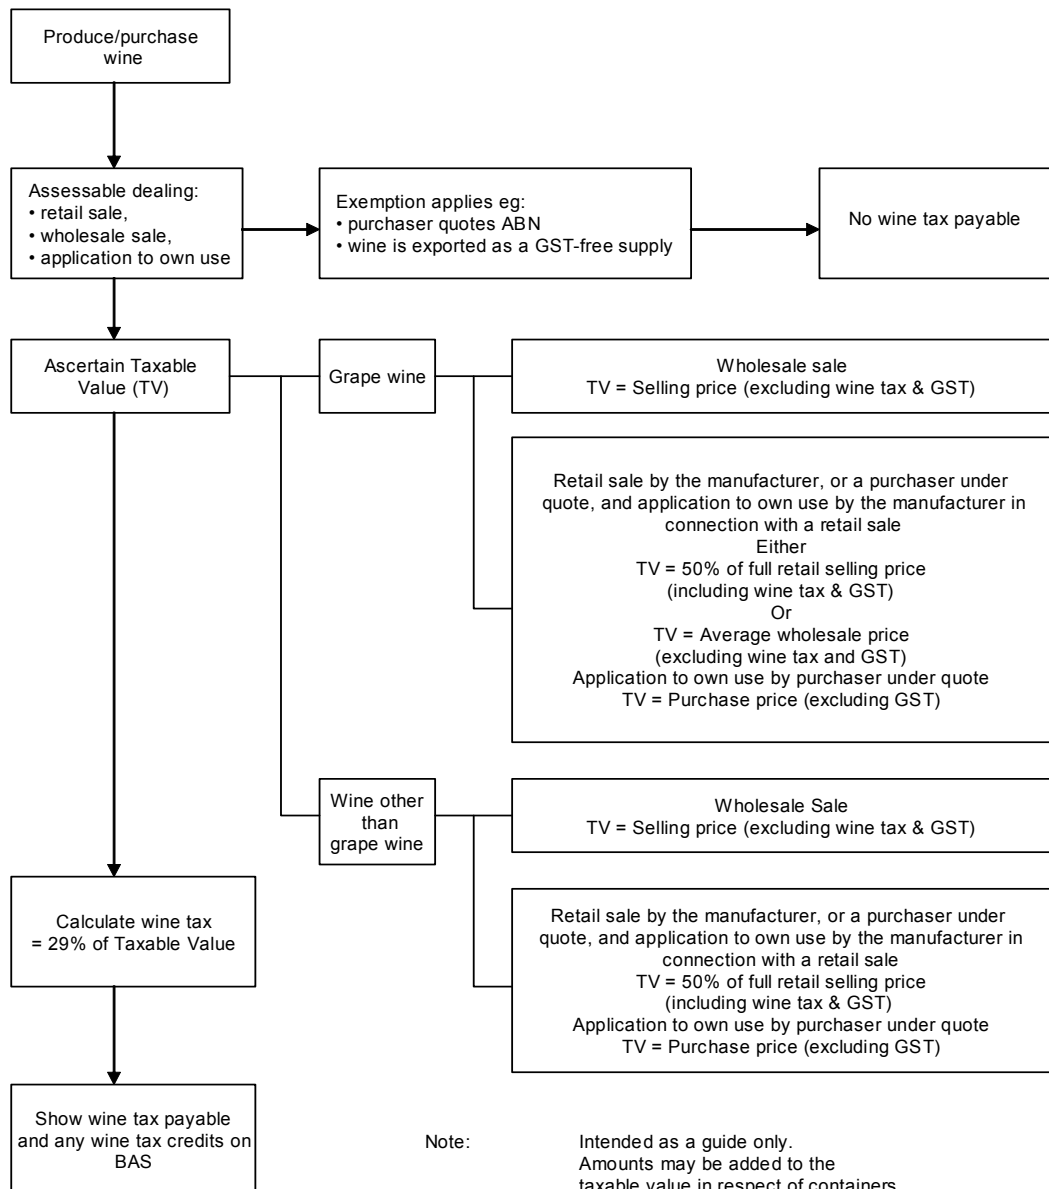 Produce/purchase
wine
Assessable dealing:
• retail sale,
• wholesale sale,
• application to own use
Exemption applies eg:
• purchaser quotes ABN
• wine is exported as a GST-free supply
No wine tax payable
Ascertain Taxable
Value (TV)
Grape wine
Wholesale sale
TV = Selling price (excluding wine tax & GST)
Retail sale by the manufacturer, or a purchaser under
quote, and application to own use by the manufacturer in
connection with a retail sale
Either
TV = 50% of full retail selling price
(including wine tax & GST)
Or
TV = Average wholesale price
(excluding wine tax and GST)
Application to own use by purchaser under quote
TV = Purchase price (excluding GST)
Wine other
than
grape wine
Wholesale Sale
TV = Selling price (excluding wine tax & GST)
Calculate wine tax
= 29% of Taxable Value
Retail sale by the manufacturer, or a purchaser under
quote, and application to own use by the manufacturer in
connection with a retail sale
TV = 50% of full retail selling price
(including wine tax & GST)
Application to own use by purchaser under quote
TV = Purchase price (excluding GST)
Show wine tax payable
and any wine tax credits on
BAS
Note:
Intended as a guide only.
Amounts may be added to the
taxable value in respect of containers